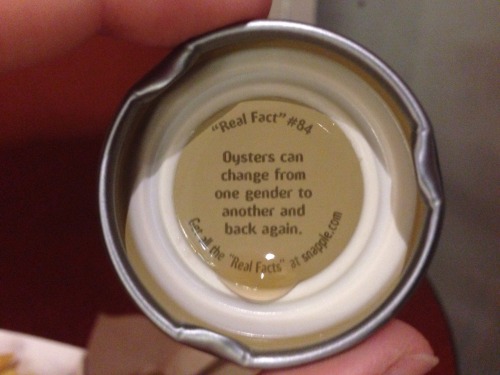 "Real Fact" #84
Oysters can
change from
one gender to
another and
back again.
Get all the "Real Facts" at snapple.com